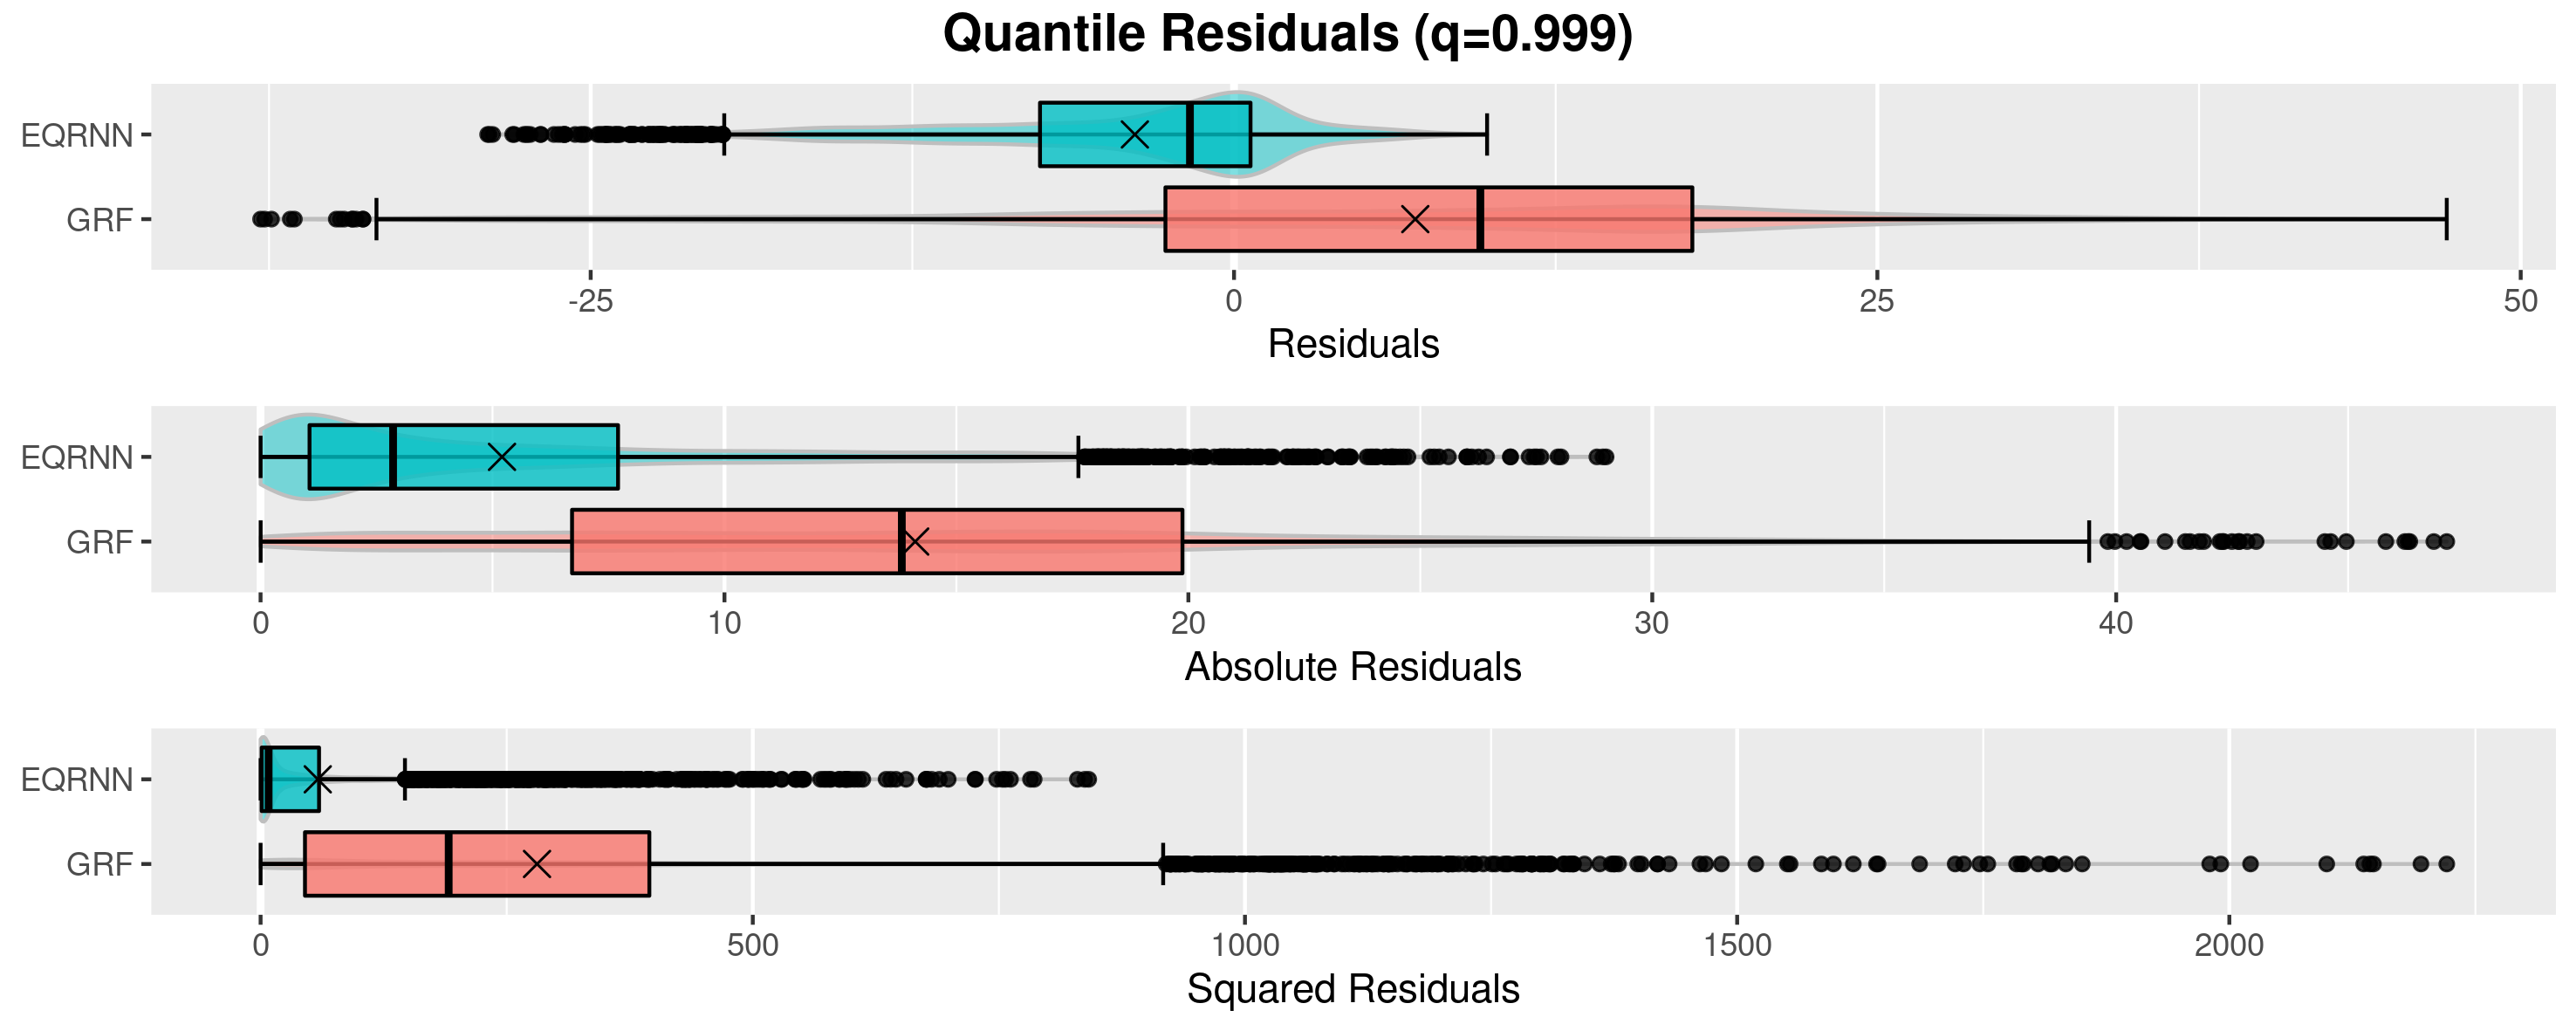 Quantile Residuals (q=0.999)
EQRNN
GRF
-25 0 25 50
Residuals
EQRNN
GRF
0 10 20 30 40
Absolute Residuals
EQRNN
GRF
0 500 1000 1500 2000
Squared Residuals